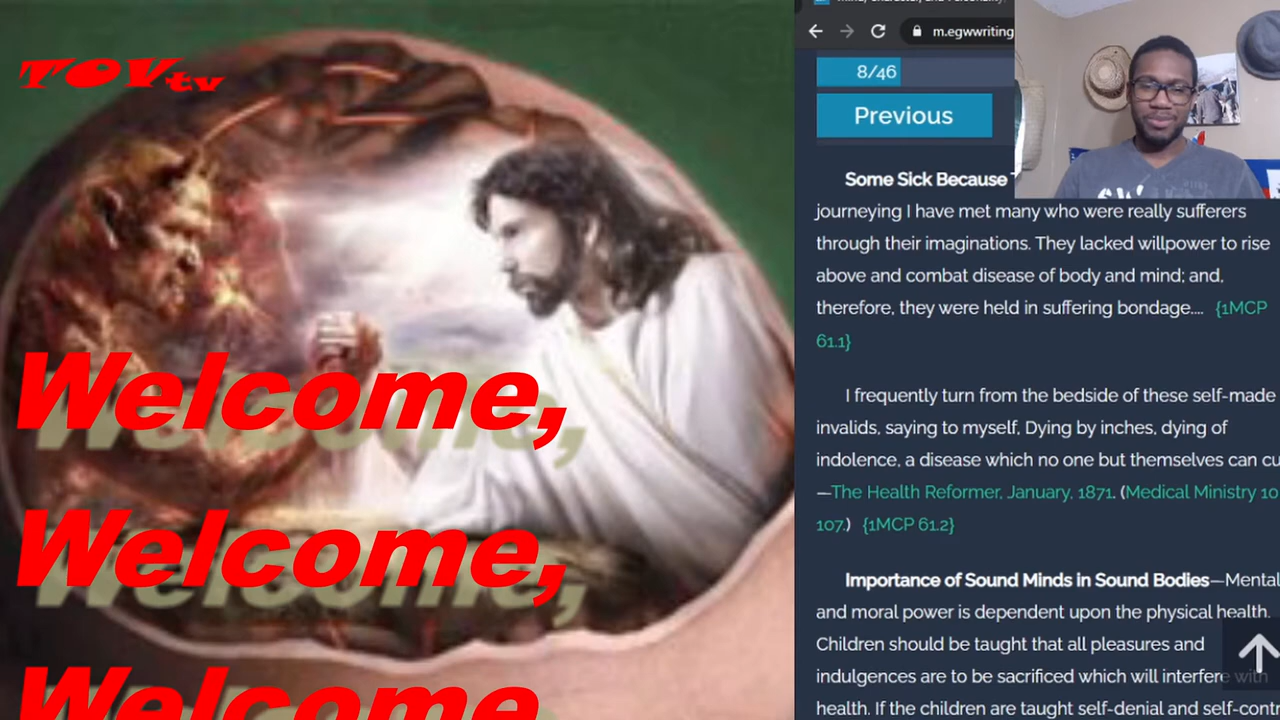 TOVtv
Welcome,
Welcome,
Welcome
m.egwwriting
8/46
Previous
Some Sick Because
journeying I have met many who were really sufferers
through their imaginations. They lacked willpower to rise
above and combat disease of body and mind; and,
therefore, they were held in suffering bondage.... {1MCP
61.1}
I frequently turn from the bedside of these self-made
invalids, saying to myself, Dying by inches, dying of
indolence, a disease which no one but themselves can cu
—The Health Reformer, January, 1871. (Medical Ministry 10
107.) {1MCP 61.2}
Importance of Sound Minds in Sound Bodies—Mental
and moral power is dependent upon the physical health.
Children should be taught that all pleasures and
indulgences are to be sacrificed which will interfere with
health. If the children are taught self-denial and self-contr